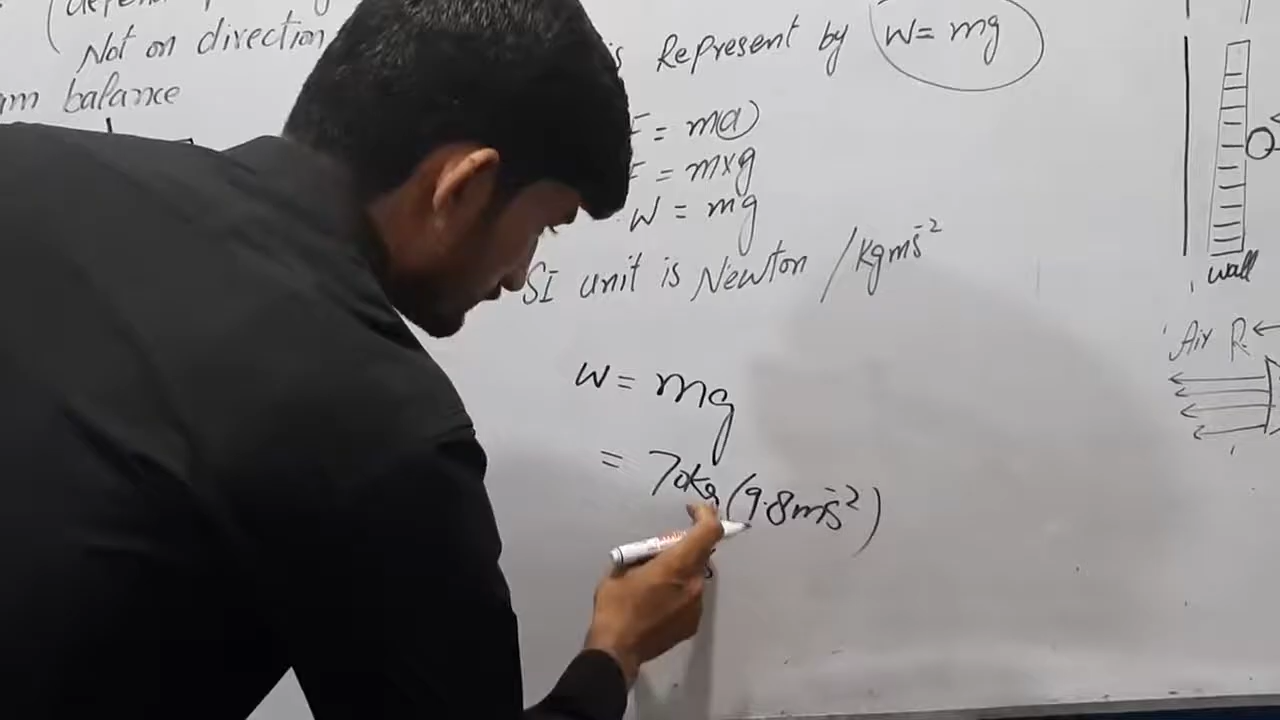 Not on direction
balance
Represent by W = mg
= ma
= m×g
W = mg
SI unit is Newton / kgms⁻²
W = mg
= 70kg (9.8ms⁻²)
wall
Air R.